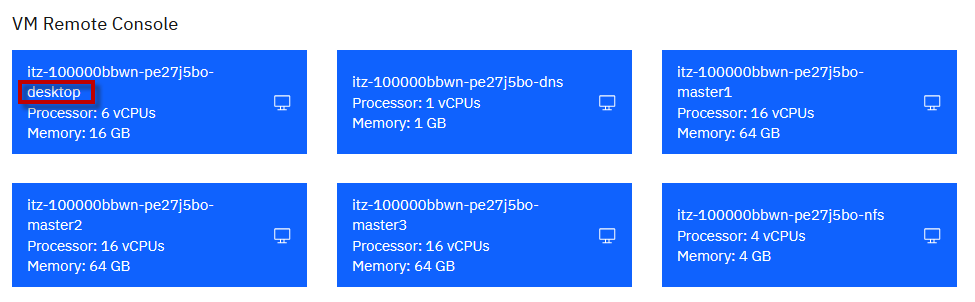 VM Remote Console
itz-100000bbwn-pe27j5bo-
desktop
Processor: 6 vCPUs
Memory: 16 GB
itz-100000bbwn-pe27j5bo-dns
Processor: 1 vCPUs
Memory: 1 GB
itz-100000bbwn-pe27j5bo-
master1
Processor: 16 vCPUs
Memory: 64 GB
itz-100000bbwn-pe27j5bo-
master2
Processor: 16 vCPUs
Memory: 64 GB
itz-100000bbwn-pe27j5bo-
master3
Processor: 16 vCPUs
Memory: 64 GB
itz-100000bbwn-pe27j5bo-nfs
Processor: 4 vCPUs
Memory: 4 GB